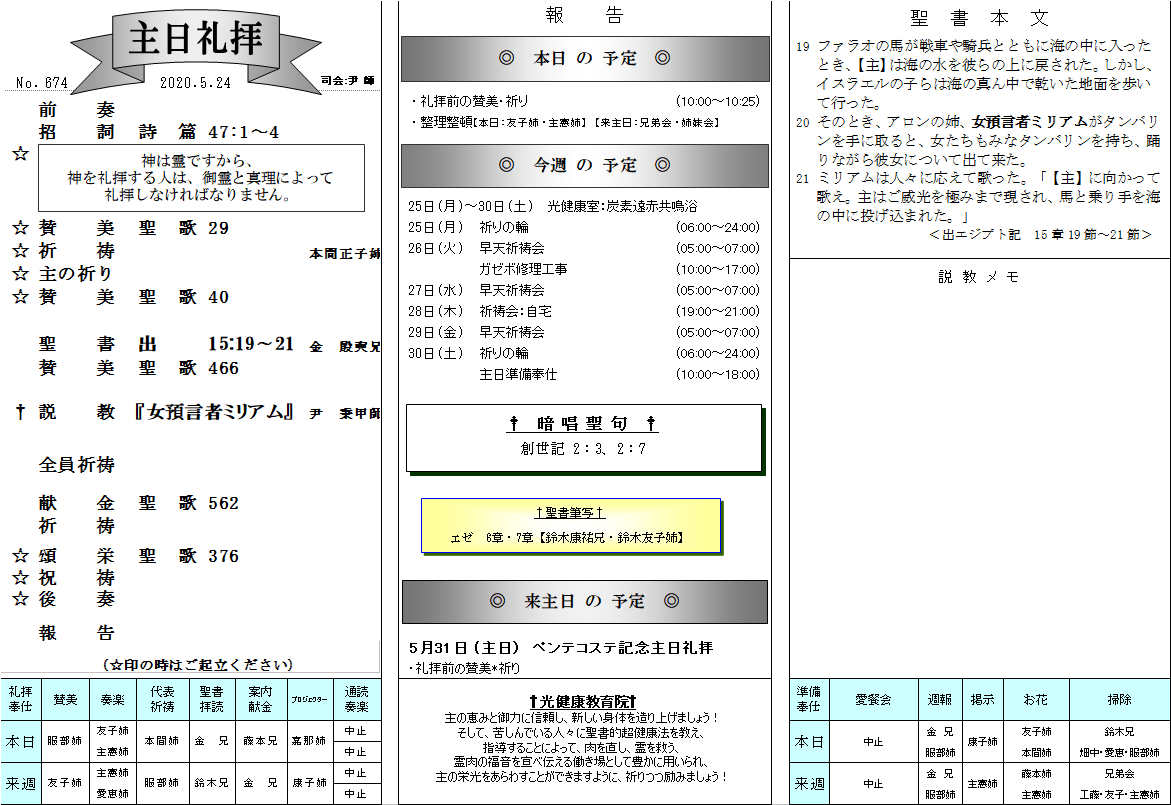 主日礼拝
No. 674　2020.5.24　司会:尹 師
前　奏
招　詞 詩 篇 47:1～4
☆
神は霊ですから、
神を礼拝する人は、御霊と真理によって
礼拝しなければなりません。
☆ 賛　美 聖 歌 29
☆ 祈　祷　本間正子姉
☆ 主の祈り
☆ 賛　美 聖 歌 40
聖　書 出　15:19～21 金　殷奭兄
賛　美 聖 歌 466
† 説　教 『女預言者ミリアム』 尹　秉甲師
全員祈祷
献　金 聖 歌 562
祈　祷
☆ 頌　栄 聖 歌 376
☆ 祝　祷
☆ 後　奏
報　告
(☆印の時はご起立ください)
礼拝奉仕 賛美 奏楽 代表祈祷 聖書拝読 案内献金 プロジェクター 通読奏楽
本日 服部姉 友子姉 主憲姉 本間姉 金　兄 藤本兄 嘉那姉 中止 中止
来週 友子姉 主憲姉 愛恵姉 服部姉 鈴木兄 金　兄 康子姉 中止 中止
報　告
◎　本日 の 予定　◎
・礼拝前の賛美・祈り　(10:00～10:25)
・整理整頓【本日:友子姉・主憲姉】【来主日:兄弟会・姉妹会】
◎　今週 の 予定　◎
25日(月)～30日(土)　光健康室:炭素遠赤共鳴浴
25日(月)　祈りの輪　(06:00～24:00)
26日(火)　早天祈祷会　(05:00～07:00)
ガゼボ修理工事　(10:00～17:00)
27日(水)　早天祈祷会　(05:00～07:00)
28日(木)　祈祷会:自宅　(19:00～21:00)
29日(金)　早天祈祷会　(05:00～07:00)
30日(土)　祈りの輪　(06:00～24:00)
主日準備奉仕　(10:00～18:00)
† 暗唱聖句 †
創世記 2:3、2:7
†聖書筆写†
エゼ　6章・7章【鈴木康祐兄・鈴木友子姉】
◎　来主日 の 予定　◎
5月31日(主日)　ペンテコステ記念主日礼拝
・礼拝前の賛美*祈り
†光健康教育院†
主の恵みと御力に信頼し、新しい身体を造り上げましょう!
そして、苦しんでいる人々に聖書的超健康法を教え、
指導することによって、肉を直し、霊を救う、
霊肉の福音を宣べ伝える働き場として豊かに用いられ、
主の栄光をあらわすことができますように、祈りつつ励みましょう!
聖書本文
19 ファラオの馬が戦車や騎兵とともに海の中に入った
とき、【主】は海の水を彼らの上に戻された。しかし、
イスラエルの子らは海の真ん中で乾いた地面を歩い
て行った。
20 そのとき、アロンの姉、女預言者ミリアムがタンバリ
ンを手に取ると、女たちもみなタンバリンを持ち、踊
りながら彼女について出て来た。
21 ミリアムは人々に応えて歌った。「【主】に向かって
歌え。主はご威光を極みまで現され、馬と乗り手を海
の中に投げ込まれた。」
＜出エジプト記　15章19節～21節＞
説教メモ
準備奉仕 愛餐会 週報 掲示 お花 掃除
本日 中止 金　兄 服部姉 康子姉 友子姉 本間姉 鈴木兄 畑中・愛恵・服部姉
来週 中止 金　兄 服部姉 主憲姉 藤本姉 主憲姉 兄弟会 工藤・友子・主憲姉